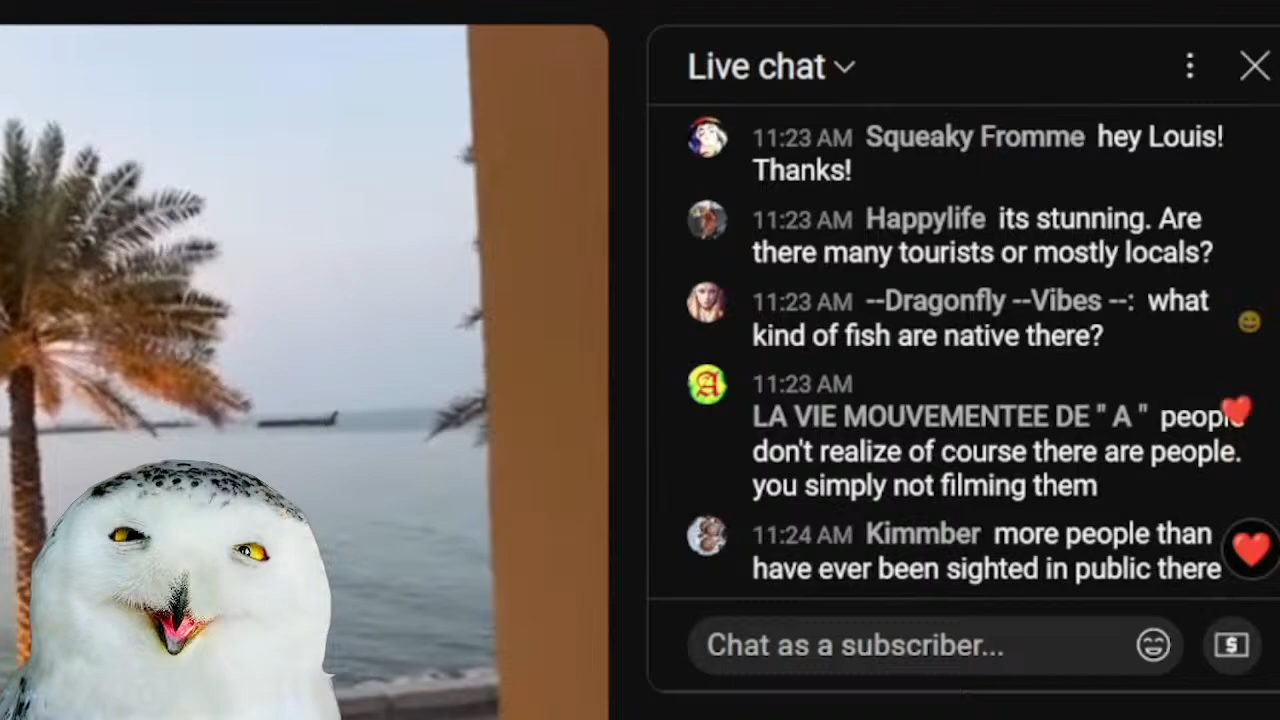 Live chat
11:23 AM Squeaky Fromme hey Louis!
Thanks!
11:23 AM Happylife its stunning. Are
there many tourists or mostly locals?
11:23 AM --Dragonfly --Vibes --: what
kind of fish are native there?
A
11:23 AM
LA VIE MOUVEMENTEE DE " A " people
don't realize of course there are people.
you simply not filming them
11:24 AM Kimmber more people than
have ever been sighted in public there
Chat as a subscriber...
$